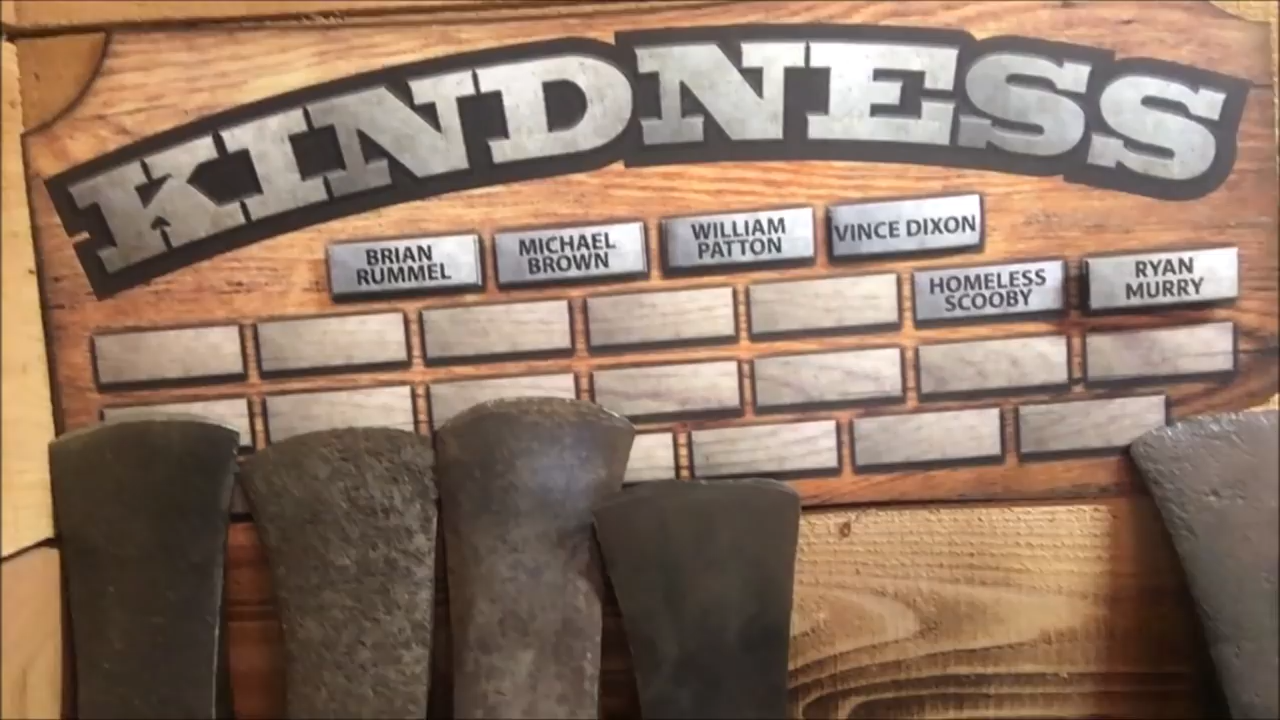 KINDNESS
BRIAN
RUMMEL
MICHAEL
BROWN
WILLIAM
PATTON
VINCE DIXON
HOMELESS
SCOOBY
RYAN
MURRY